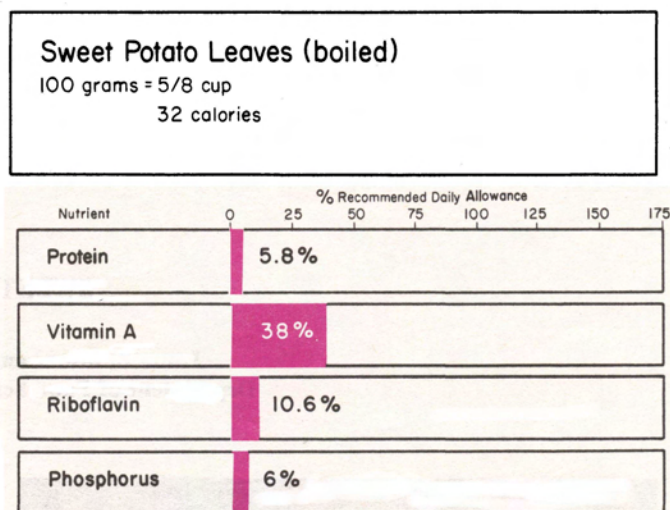 Sweet Potato Leaves (boiled)
100 grams = 5/8 cup
32 calories
% Recommended Daily Allowance
Nutrient 0 25 50 75 100 125 150 175
Protein 5.8%
Vitamin A 38%
Riboflavin 10.6%
Phosphorus 6%